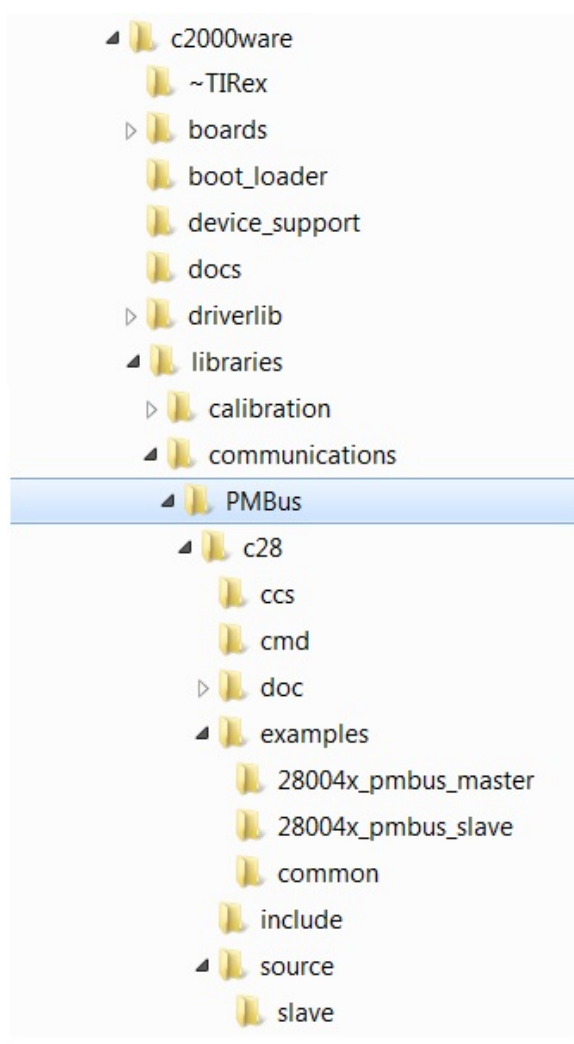 c2000ware
~TIRex
boards
boot_loader
device_support
docs
driverlib
libraries
calibration
communications
PMBus
c28
ccs
cmd
doc
examples
28004x_pmbus_master
28004x_pmbus_slave
common
include
source
slave